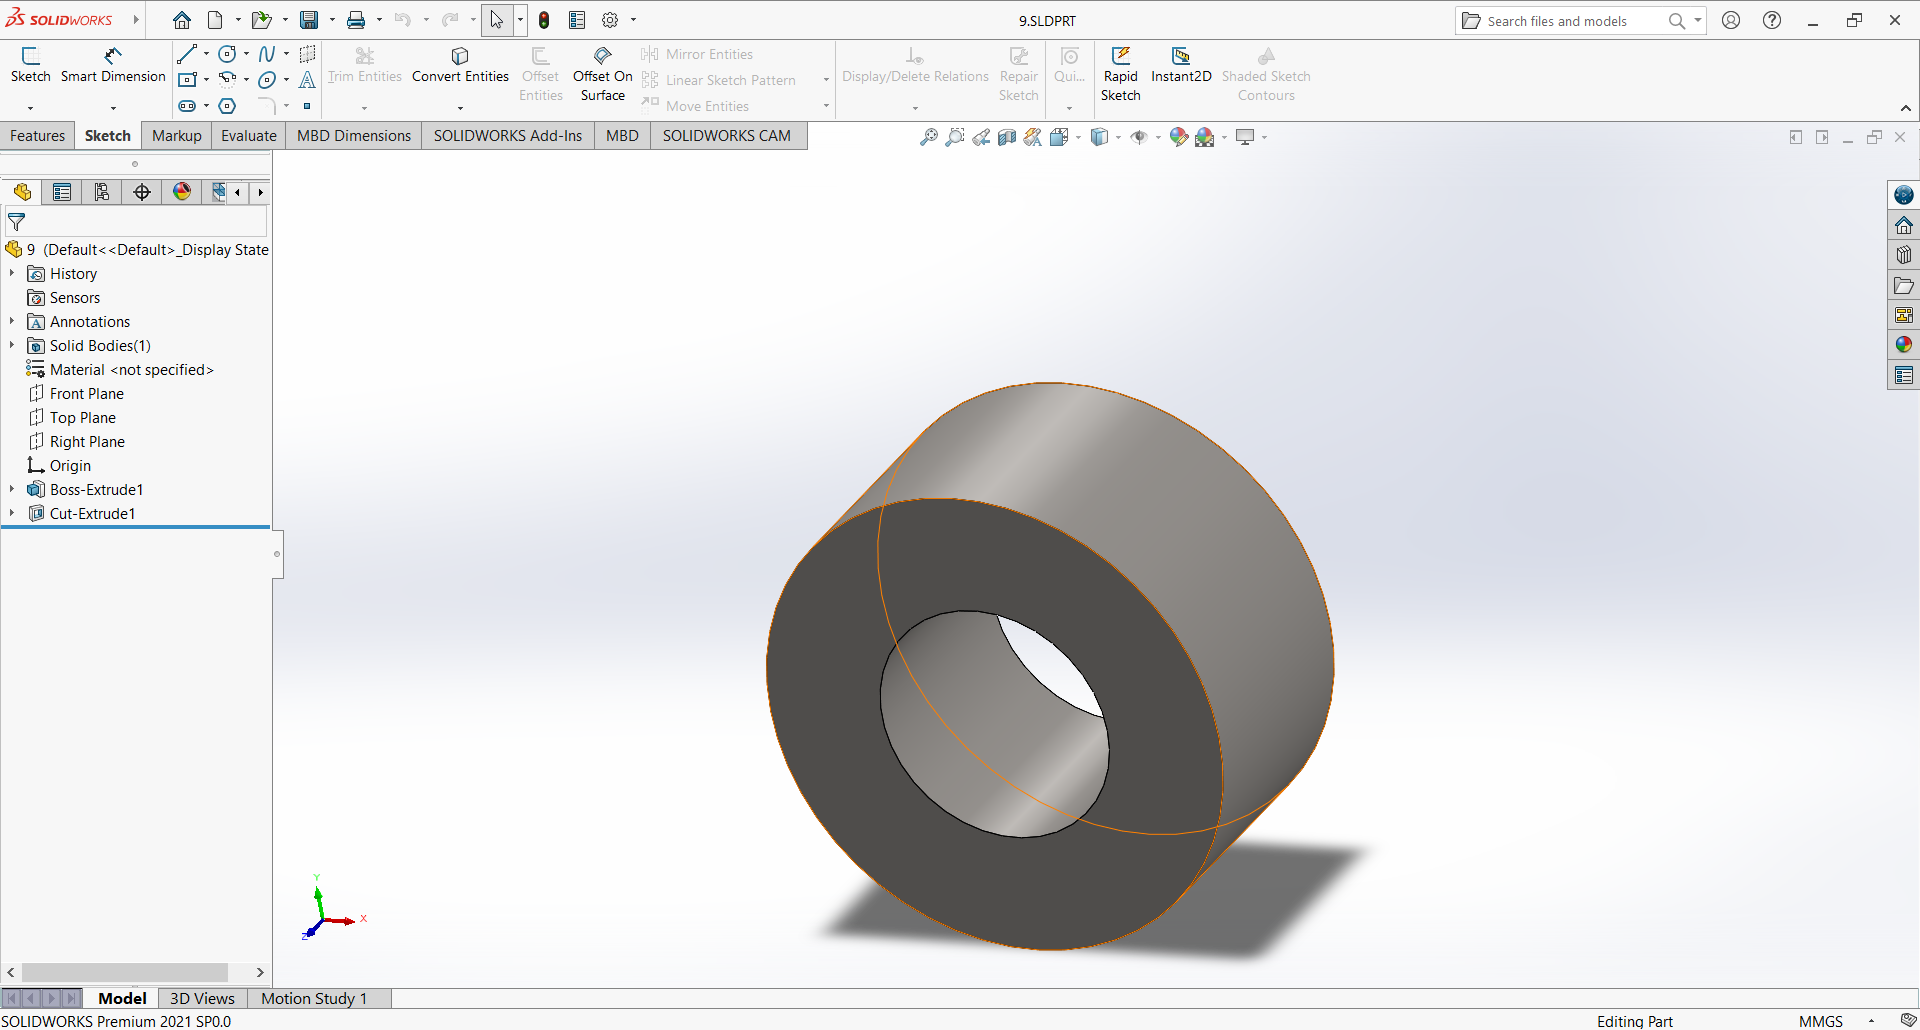 SOLIDWORKS
9.SLDPRT
Search files and models
Sketch
Smart Dimension
Trim Entities
Convert Entities
Offset Entities
Offset On Surface
Mirror Entities
Linear Sketch Pattern
Move Entities
Display/Delete Relations
Repair Sketch
Qui...
Rapid Sketch
Instant2D
Shaded Sketch Contours
Features
Sketch
Markup
Evaluate
MBD Dimensions
SOLIDWORKS Add-Ins
MBD
SOLIDWORKS CAM
9 (Default<<Default>_Display State
History
Sensors
Annotations
Solid Bodies(1)
Material <not specified>
Front Plane
Top Plane
Right Plane
Origin
Boss-Extrude1
Cut-Extrude1
Y
X
Z
Model
3D Views
Motion Study 1
SOLIDWORKS Premium 2021 SP0.0
Editing Part
MMGS